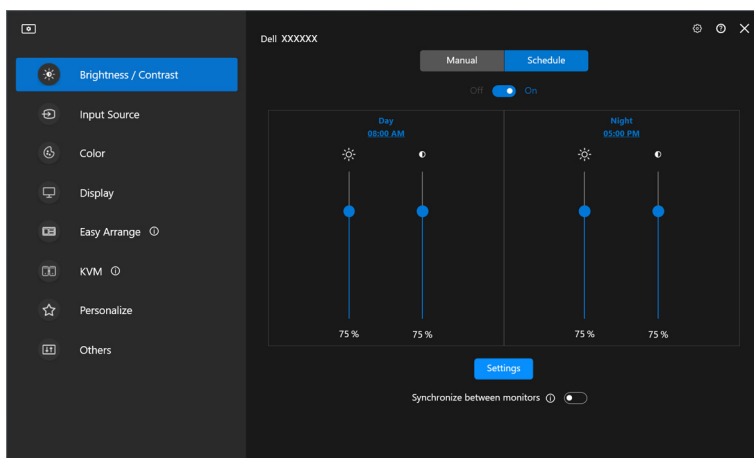 Dell XXXXXX
Brightness / Contrast
Input Source
Color
Display
Easy Arrange
KVM
Personalize
Others
Manual
Schedule
Off
On
Day
08:00 AM
75 %
75 %
Night
05:00 PM
75 %
75 %
Settings
Synchronize between monitors